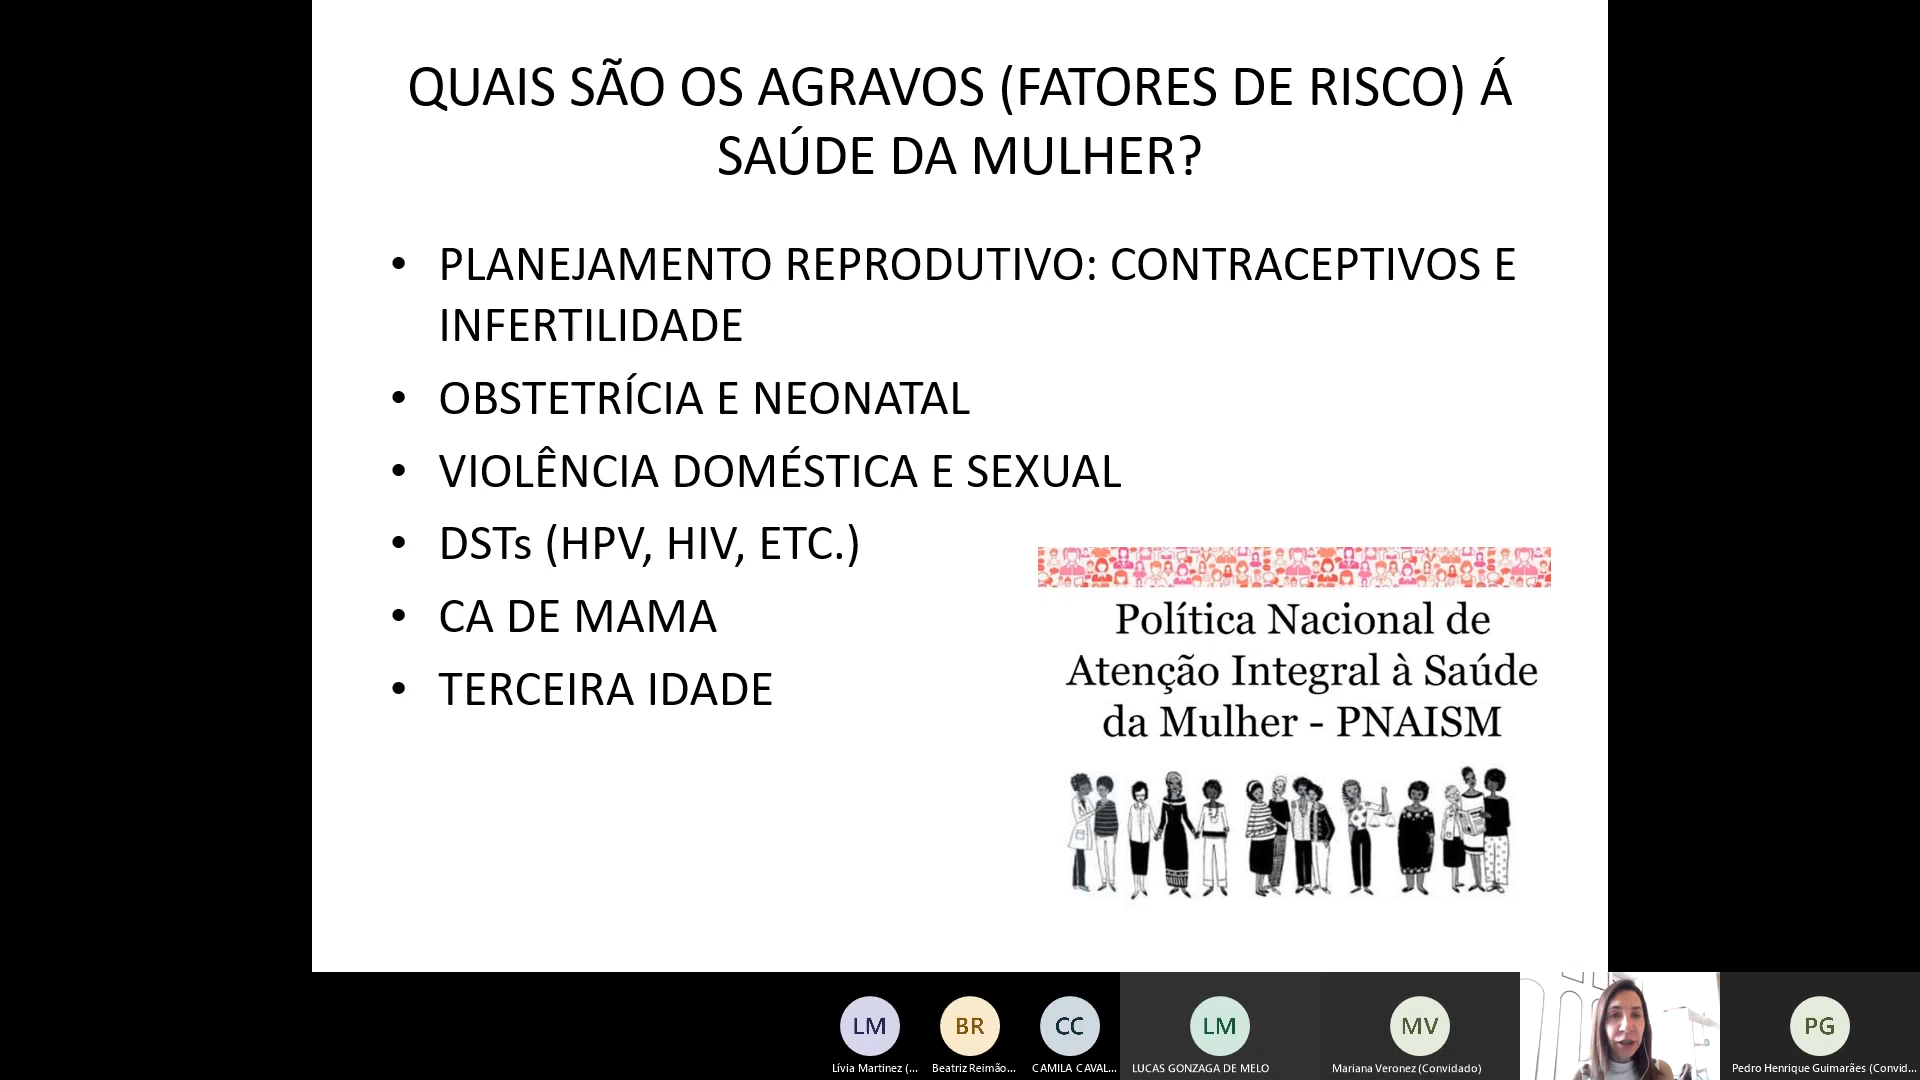 QUAIS SÃO OS AGRAVOS (FATORES DE RISCO) Á
SAÚDE DA MULHER?
• PLANEJAMENTO REPRODUTIVO: CONTRACEPTIVOS E
INFERTILIDADE
• OBSTETRÍCIA E NEONATAL
• VIOLÊNCIA DOMÉSTICA E SEXUAL
• DSTs (HPV, HIV, ETC.)
• CA DE MAMA
• TERCEIRA IDADE
Política Nacional de
Atenção Integral à Saúde
da Mulher - PNAISM
LM
BR
CC
LM
MV
PG
Lívia Martinez (...
Beatriz Reimão...
CAMILA CAVAL...
LUCAS GONZAGA DE MELO
Mariana Veronez (Convidado)
Pedro Henrique Guimarães (Convid...